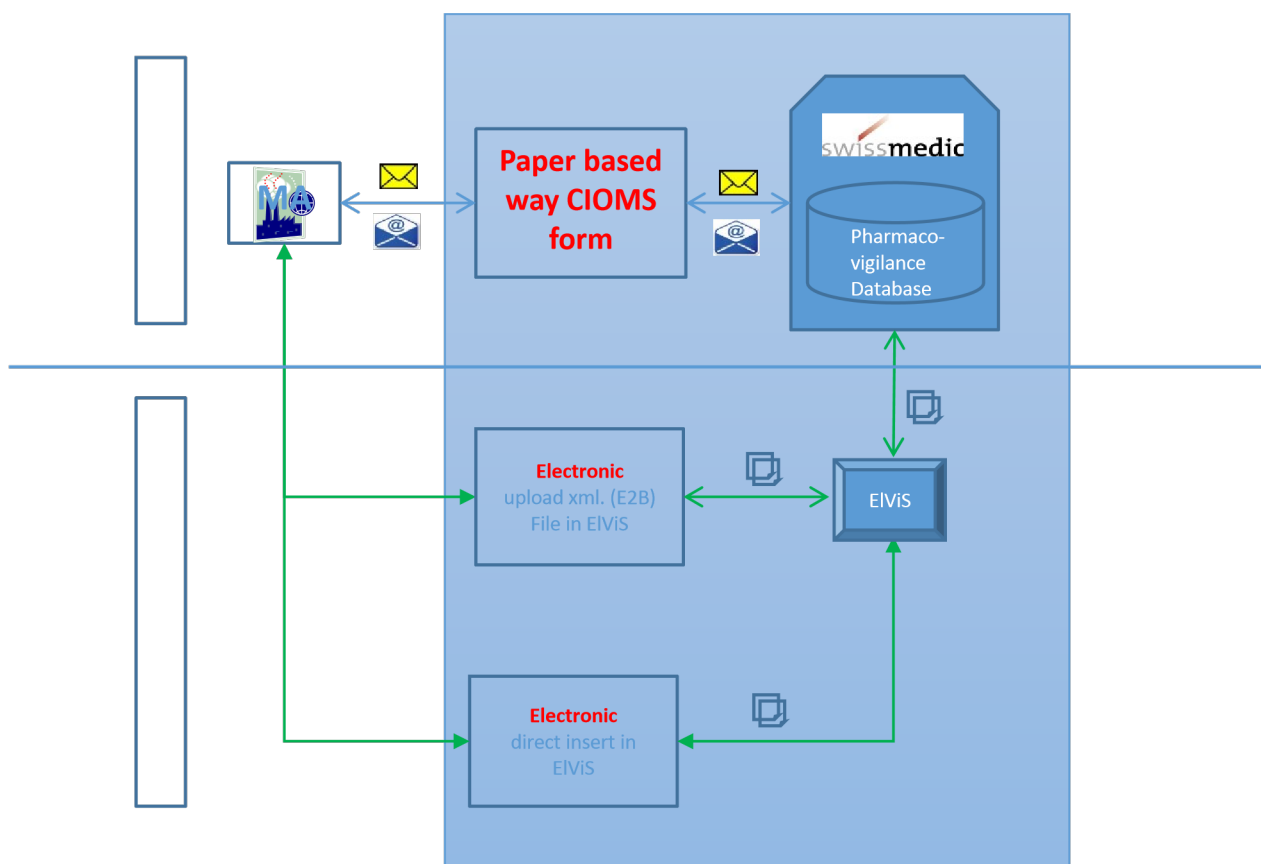 swissmedic
Paper based
way CIOMS
form
MA
@
@
Pharmaco-
vigilance
Database
Electronic
upload xml. (E2B)
File in ElViS
ElViS
Electronic
direct insert in
ElViS